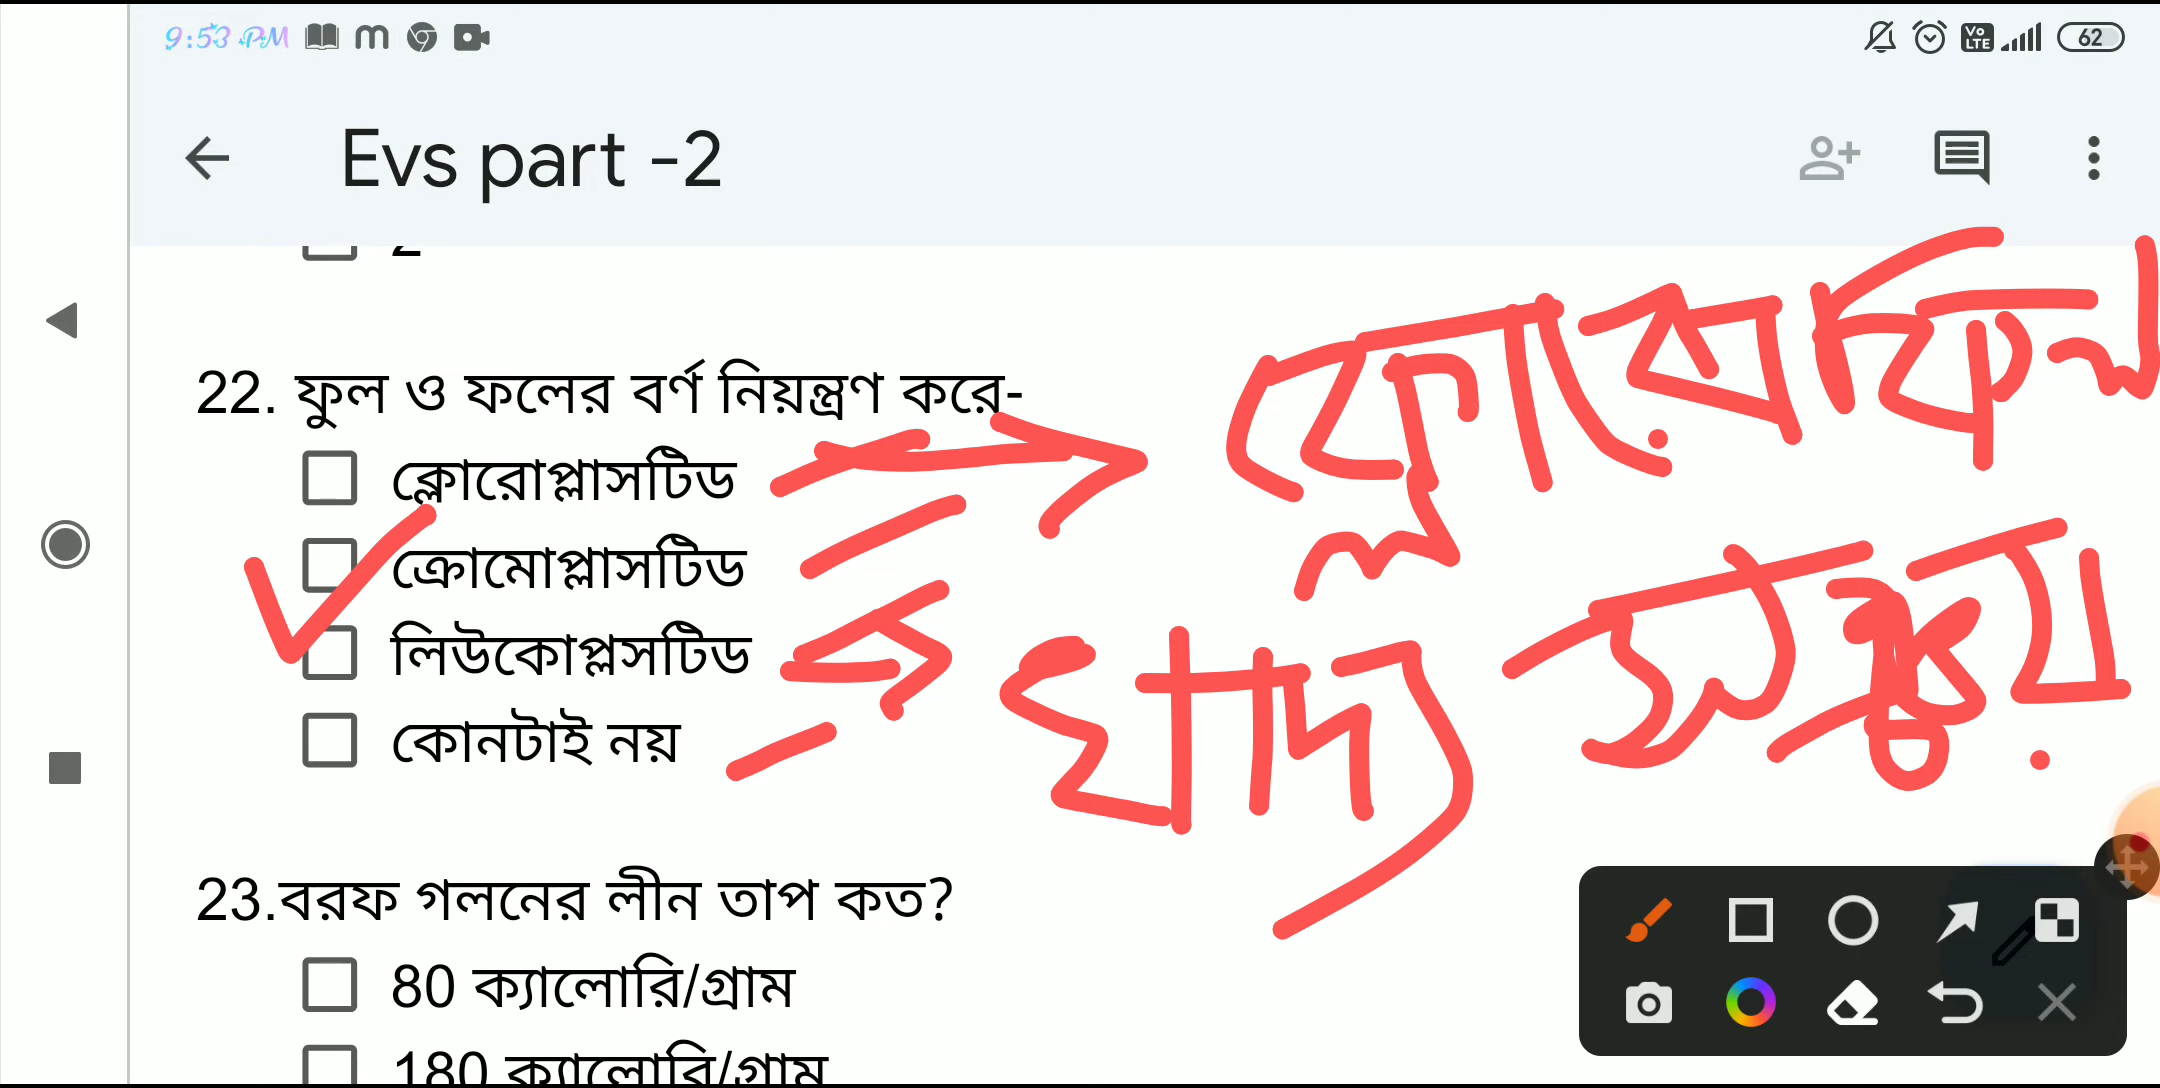 9:53 PM
62
Evs part -2
22. ফুল ও ফলের বর্ণ নিয়ন্ত্রণ করে-
ক্লোরোপ্লাসটিড
ক্রোমোপ্লাসটিড
লিউকোপ্লসটিড
কোনটাই নয়
ক্লোরোফিল
খাদ্য সঞ্চয়
23.বরফ গলনের লীন তাপ কত?
80 ক্যালোরি/গ্রাম
180 ক্যালোরি/গ্রাম